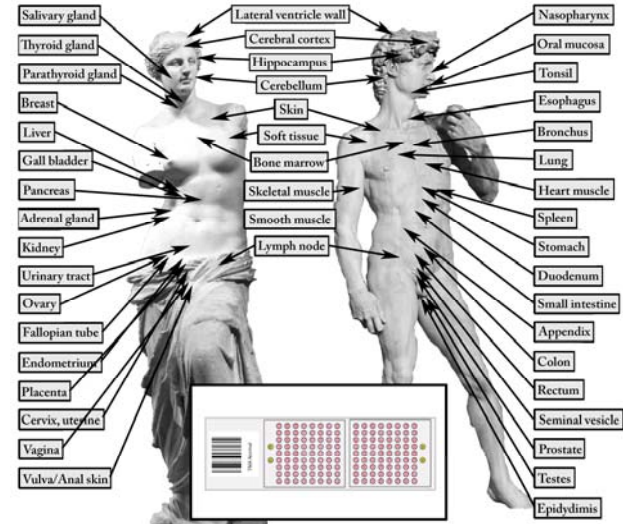 Salivary gland
Thyroid gland
Parathyroid gland
Breast
Liver
Gall bladder
Pancreas
Adrenal gland
Kidney
Urinary tract
Ovary
Fallopian tube
Endometrium
Placenta
Cervix, uterine
Vagina
Vulva/Anal skin
Lateral ventricle wall
Cerebral cortex
Hippocampus
Cerebellum
Skin
Soft tissue
Bone marrow
Skeletal muscle
Smooth muscle
Lymph node
Nasopharynx
Oral mucosa
Tonsil
Esophagus
Bronchus
Lung
Heart muscle
Spleen
Stomach
Duodenum
Small intestine
Appendix
Colon
Rectum
Seminal vesicle
Prostate
Testes
Epidydimis